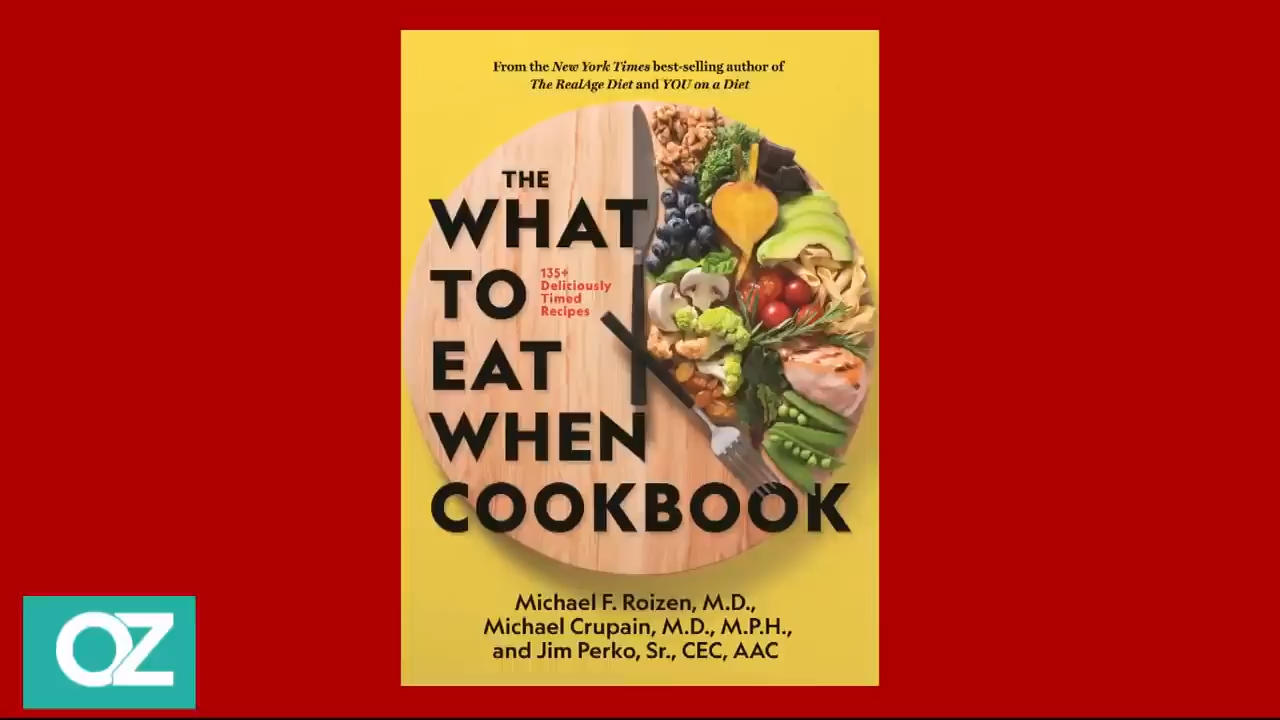 From the New York Times best-selling author of
The RealAge Diet and YOU on a Diet
THE
WHAT
TO
EAT
WHEN
COOKBOOK
135+
Deliciously
Timed
Recipes
Michael F. Roizen, M.D.,
Michael Crupain, M.D., M.P.H.,
and Jim Perko, Sr., CEC, AAC
OZ